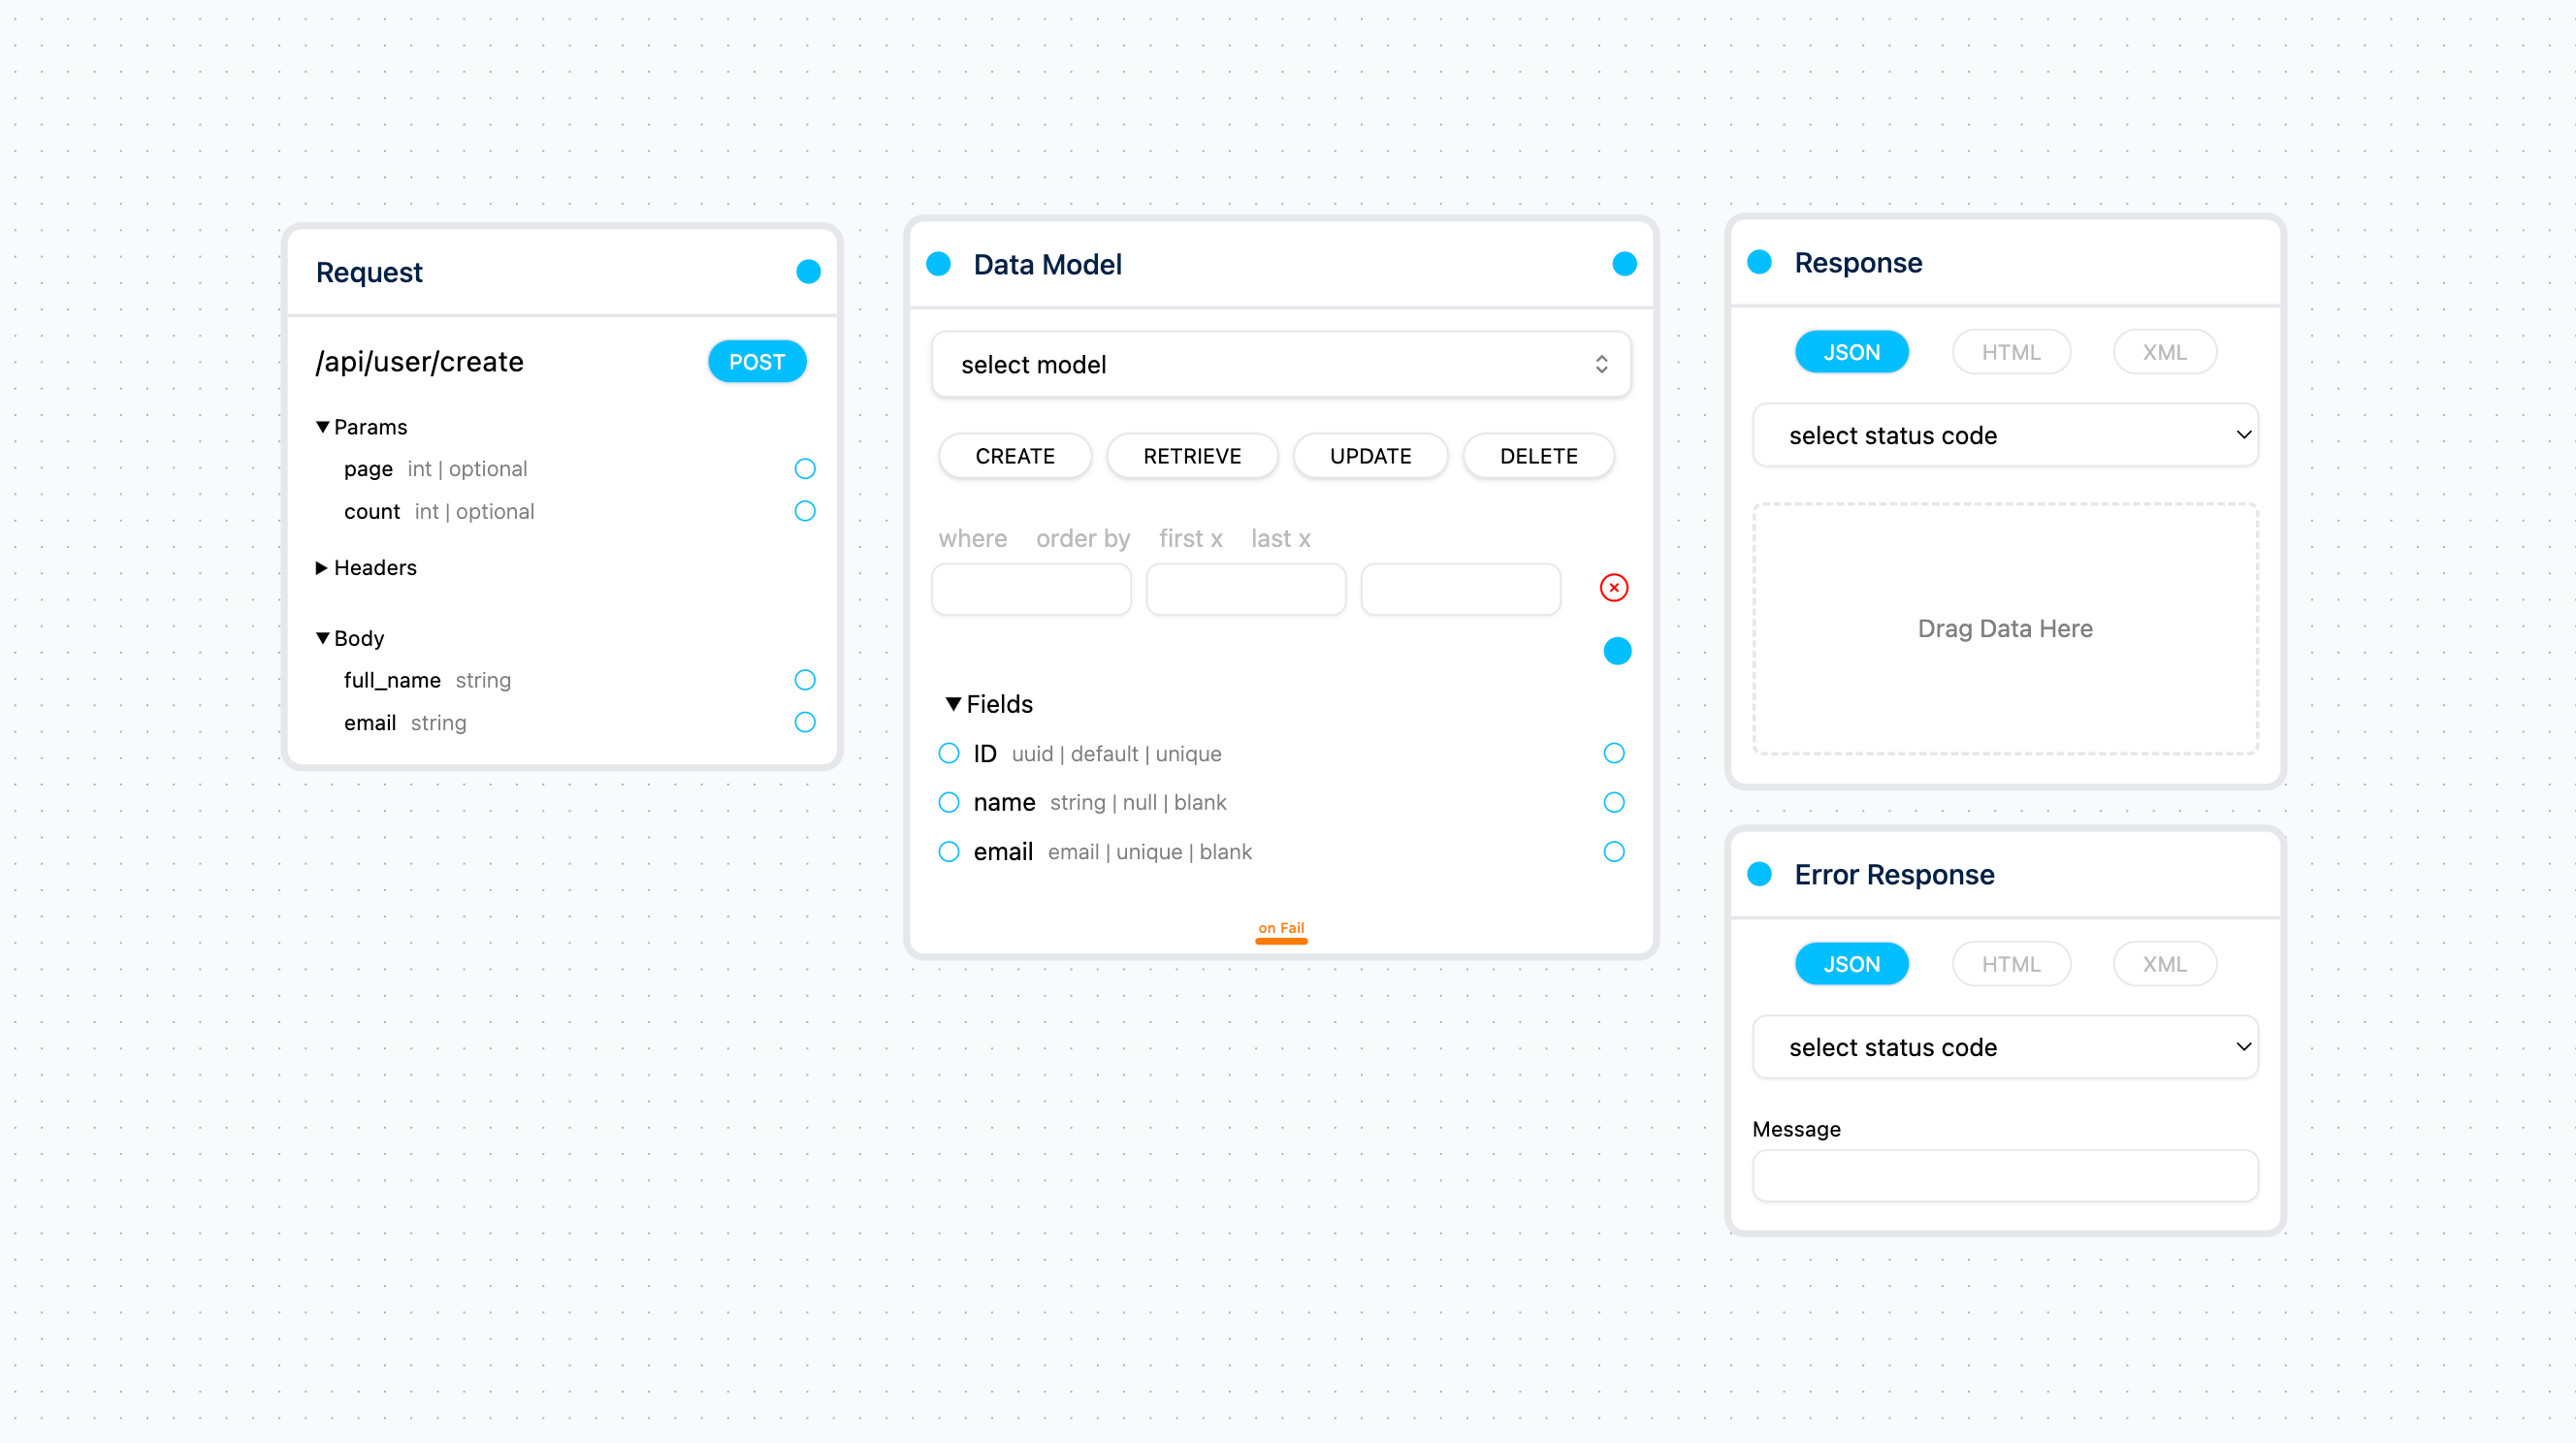 Request
/api/user/create POST
Params
page int | optional
count int | optional
Headers
Body
full_name string
email string
Data Model
select model
CREATE RETRIEVE UPDATE DELETE
where order by first x last x
Fields
ID uuid | default | unique
name string | null | blank
email email | unique | blank
on Fail
Response
JSON HTML XML
select status code
Drag Data Here
Error Response
JSON HTML XML
select status code
Message